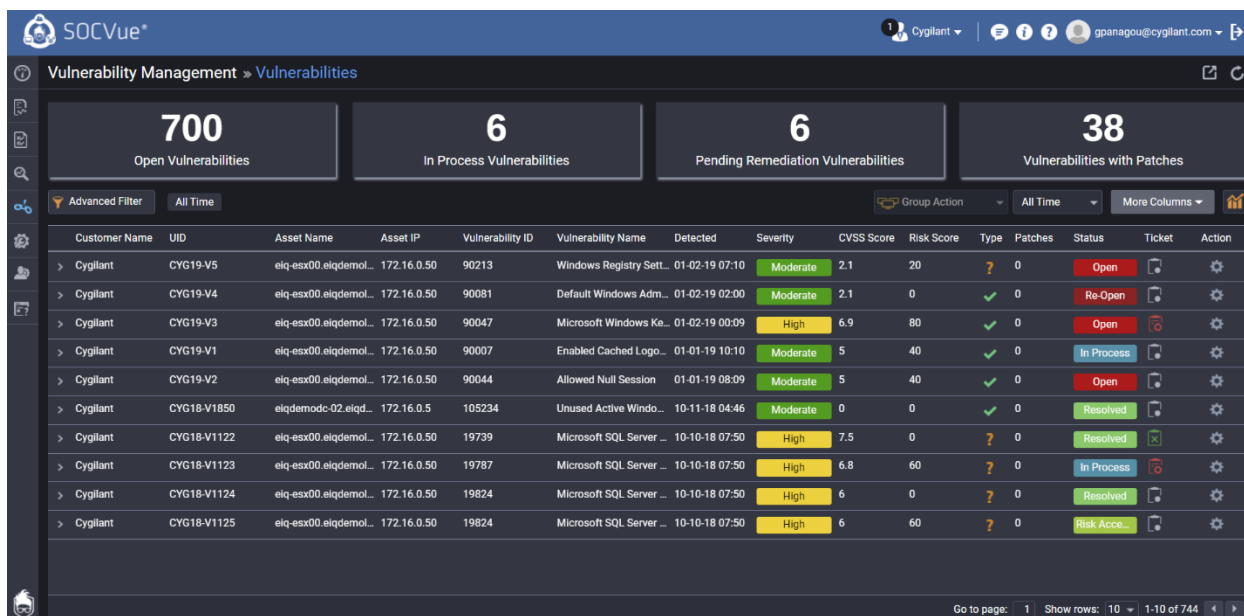 SOCVue®
1 Cygilant
gpanagou@cygilant.com
Vulnerability Management » Vulnerabilities
700 6 6 38
Open Vulnerabilities In Process Vulnerabilities Pending Remediation Vulnerabilities Vulnerabilities with Patches
Advanced Filter All Time Group Action All Time More Columns
Customer Name UID Asset Name Asset IP Vulnerability ID Vulnerability Name Detected Severity CVSS Score Risk Score Type Patches Status Ticket Action
> Cygilant CYG19-V5 eiq-esx00.eiqdemol... 172.16.0.50 90213 Windows Registry Sett... 01-02-19 07:10 Moderate 2.1 20 ? 0 Open
> Cygilant CYG19-V4 eiq-esx00.eiqdemol... 172.16.0.50 90081 Default Windows Adm... 01-02-19 02:00 Moderate 2.1 0 0 Re-Open
> Cygilant CYG19-V3 eiq-esx00.eiqdemol... 172.16.0.50 90047 Microsoft Windows Ke... 01-02-19 00:09 High 6.9 80 0 Open
> Cygilant CYG19-V1 eiq-esx00.eiqdemol... 172.16.0.50 90007 Enabled Cached Logo... 01-01-19 10:10 Moderate 5 40 0 In Process
> Cygilant CYG19-V2 eiq-esx00.eiqdemol... 172.16.0.50 90044 Allowed Null Session 01-01-19 08:09 Moderate 5 40 0 Open
> Cygilant CYG18-V1850 eiqdemodc-02.eiqd... 172.16.0.5 105234 Unused Active Windo... 10-11-18 04:46 Moderate 0 0 0 Resolved
> Cygilant CYG18-V1122 eiq-esx00.eiqdemol... 172.16.0.50 19739 Microsoft SQL Server ... 10-10-18 07:50 High 7.5 0 ? 0 Resolved
> Cygilant CYG18-V1123 eiq-esx00.eiqdemol... 172.16.0.50 19787 Microsoft SQL Server ... 10-10-18 07:50 High 6.8 60 ? 0 In Process
> Cygilant CYG18-V1124 eiq-esx00.eiqdemol... 172.16.0.50 19824 Microsoft SQL Server ... 10-10-18 07:50 High 6 0 ? 0 Resolved
> Cygilant CYG18-V1125 eiq-esx00.eiqdemol... 172.16.0.50 19824 Microsoft SQL Server ... 10-10-18 07:50 High 6 60 ? 0 Risk Acce...
Go to page: 1 Show rows: 10 1-10 of 744